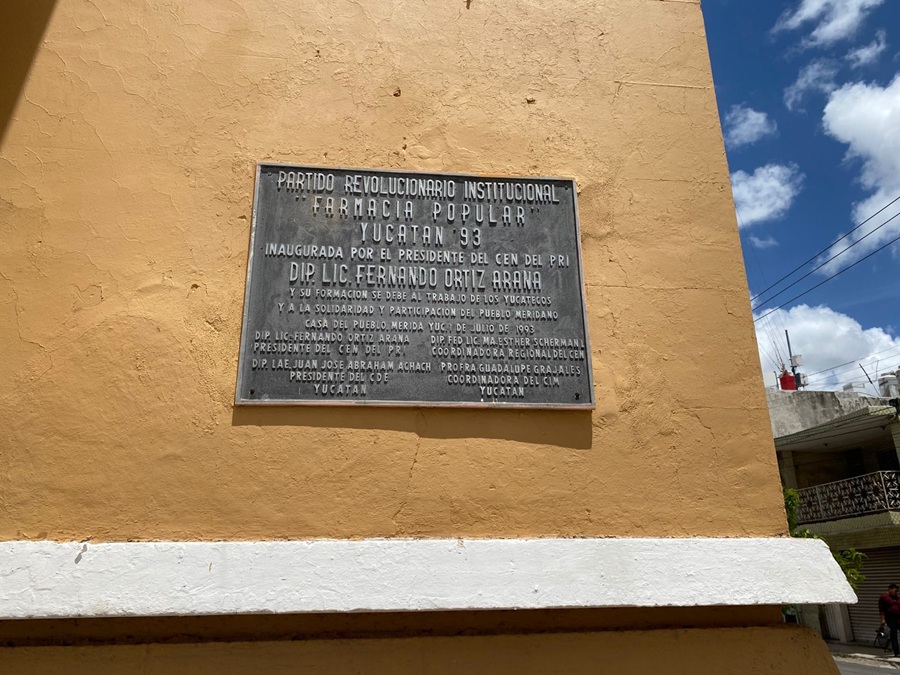 PARTIDO REVOLUCIONARIO INSTITUCIONAL
"FARMACIA POPULAR"
YUCATAN '93
INAUGURADA POR EL PRESIDENTE DEL CEN DEL PRI
DIP. LIC. FERNANDO ORTIZ ARANA
Y SU FORMACION SE DEBE AL TRABAJO DE LOS YUCATECOS
Y A LA SOLIDARIDAD Y PARTICIPACION DEL PUEBLO MERIDANO
CASA DEL PUEBLO, MERIDA YUC. 1 DE JULIO DE 1993
DIP. LIC. FERNANDO ORTIZ ARANA
PRESIDENTE DEL CEN DEL PRI
DIP. FED. LIC. MA. ESTHER SCHERMAN L
COORDINADORA REGIONAL DEL CEN
DIP. LAE. JUAN JOSE ABRAHAM ACHACH
PRESIDENTE DEL CDE
YUCATAN
PROFRA GUADALUPE GRAJALES
COORDINADORA DEL CIM
YUCATAN